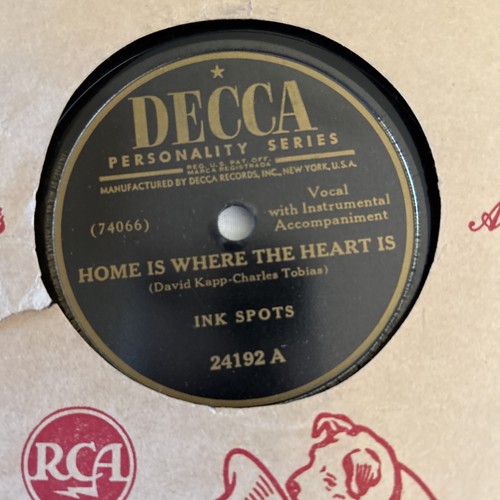 DECCA
PERSONALITY SERIES
REG. U.S. PAT. OFF.
MARCA REGISTRADA
MANUFACTURED BY DECCA RECORDS, INC., NEW YORK, U.S.A.
Vocal
with Instrumental
Accompaniment
(74066)
HOME IS WHERE THE HEART IS
(David Kapp-Charles Tobias)
INK SPOTS
24192 A
RCA